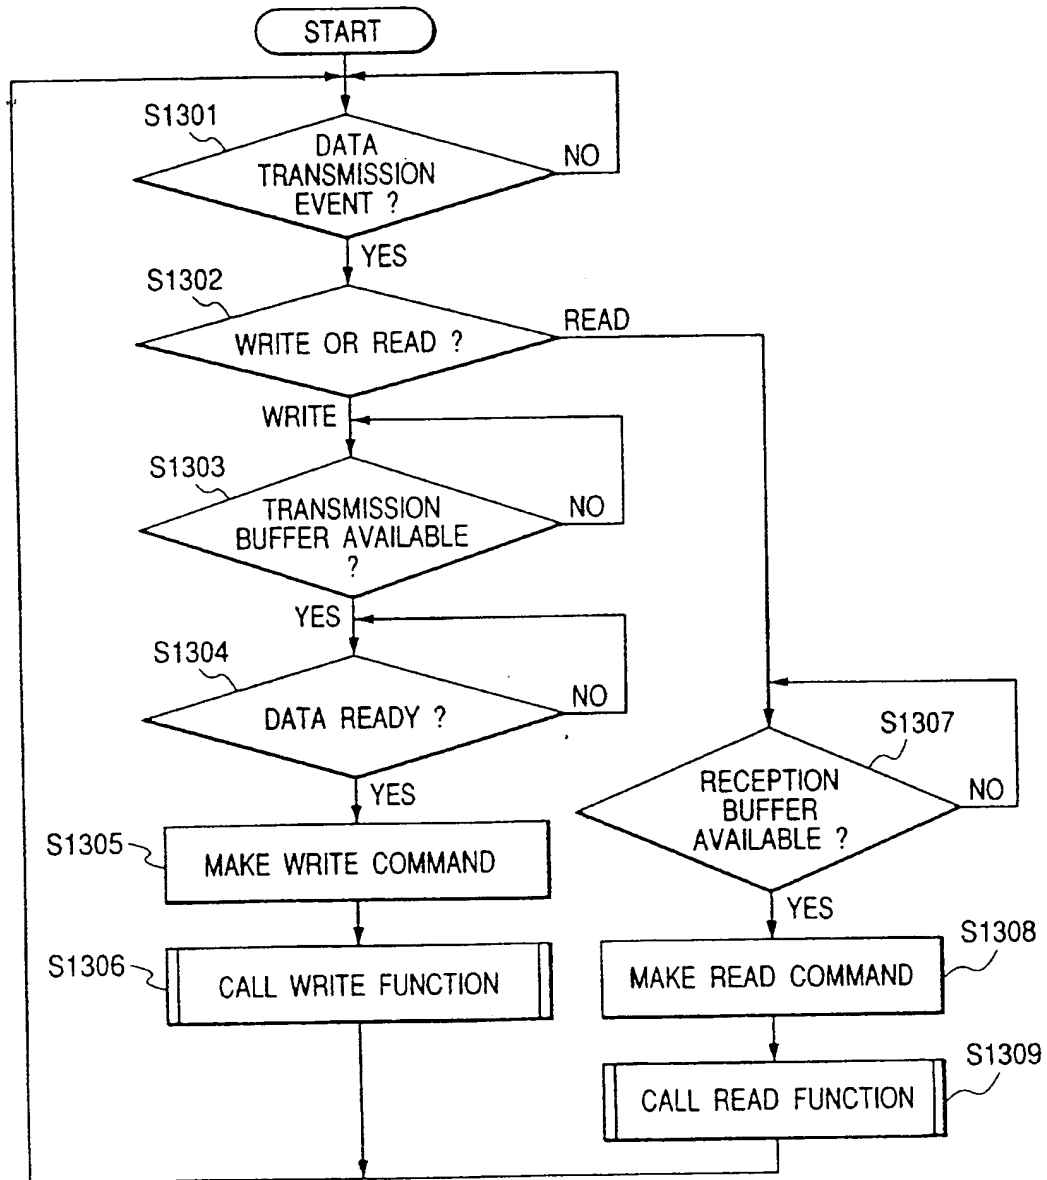 START
S1301
DATA
TRANSMISSION
EVENT ?
NO
YES
S1302
WRITE OR READ ?
READ
WRITE
S1303
TRANSMISSION
BUFFER AVAILABLE
?
NO
YES
S1304
DATA READY ?
NO
YES
S1305
MAKE WRITE COMMAND
S1306
CALL WRITE FUNCTION
S1307
RECEPTION
BUFFER
AVAILABLE ?
NO
YES
S1308
MAKE READ COMMAND
S1309
CALL READ FUNCTION